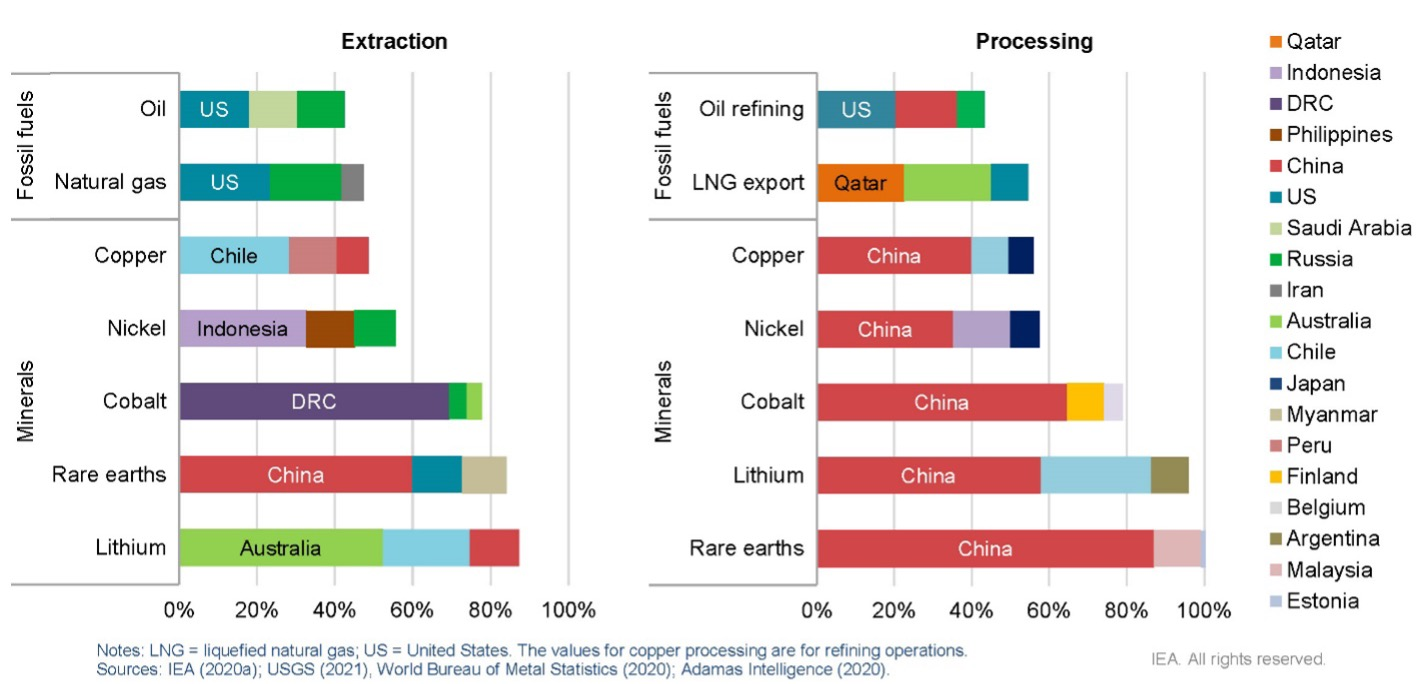 Extraction
Fossil fuels
Oil
US
Natural gas
US
Minerals
Copper
Chile
Nickel
Indonesia
Cobalt
DRC
Rare earths
China
Lithium
Australia
0% 20% 40% 60% 80% 100%
Processing
Fossil fuels
Oil refining
US
LNG export
Qatar
Minerals
Copper
China
Nickel
China
Cobalt
China
Lithium
China
Rare earths
China
0% 20% 40% 60% 80% 100%
Qatar
Indonesia
DRC
Philippines
China
US
Saudi Arabia
Russia
Iran
Australia
Chile
Japan
Myanmar
Peru
Finland
Belgium
Argentina
Malaysia
Estonia
Notes: LNG = liquefied natural gas; US = United States. The values for copper processing are for refining operations.
Sources: IEA (2020a); USGS (2021), World Bureau of Metal Statistics (2020); Adamas Intelligence (2020).
IEA. All rights reserved.